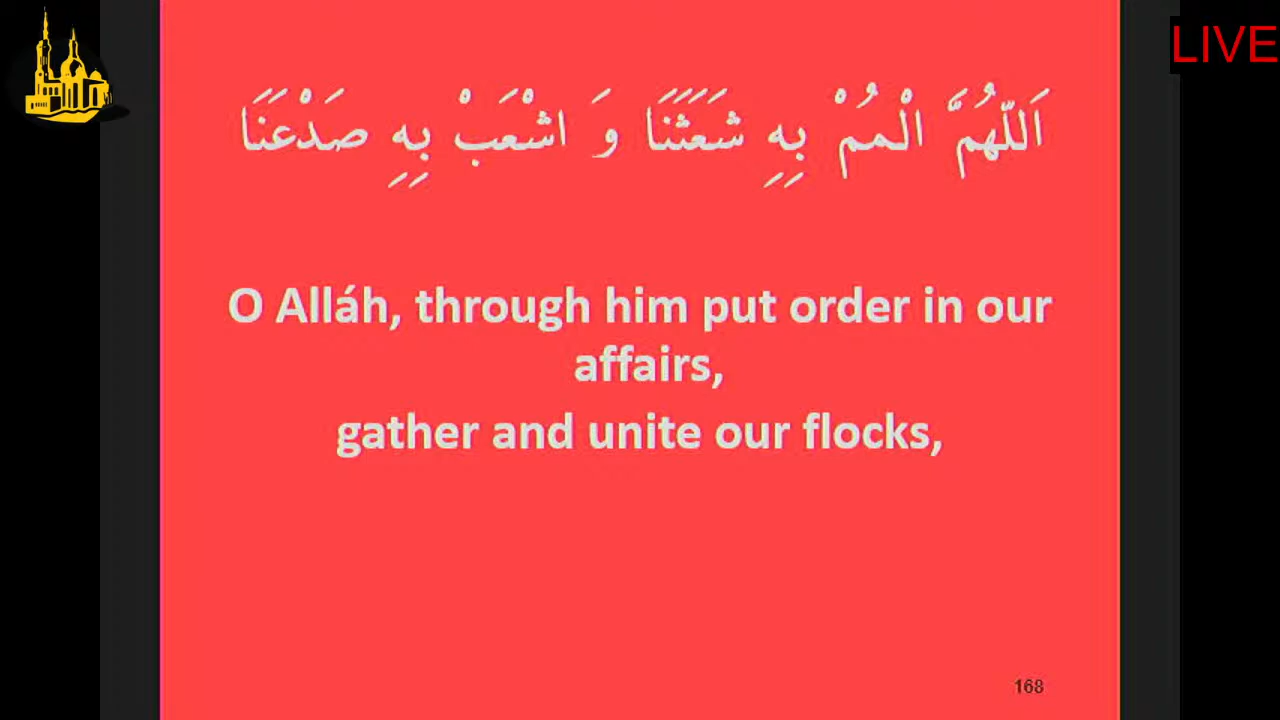 LIVE
اَللّهُمَّ الْمُمْ بِهِ شَعَثَنَا وَ اشْعَبْ بِهِ صَدْعَنَا
O Alláh, through him put order in our
affairs,
gather and unite our flocks,
168